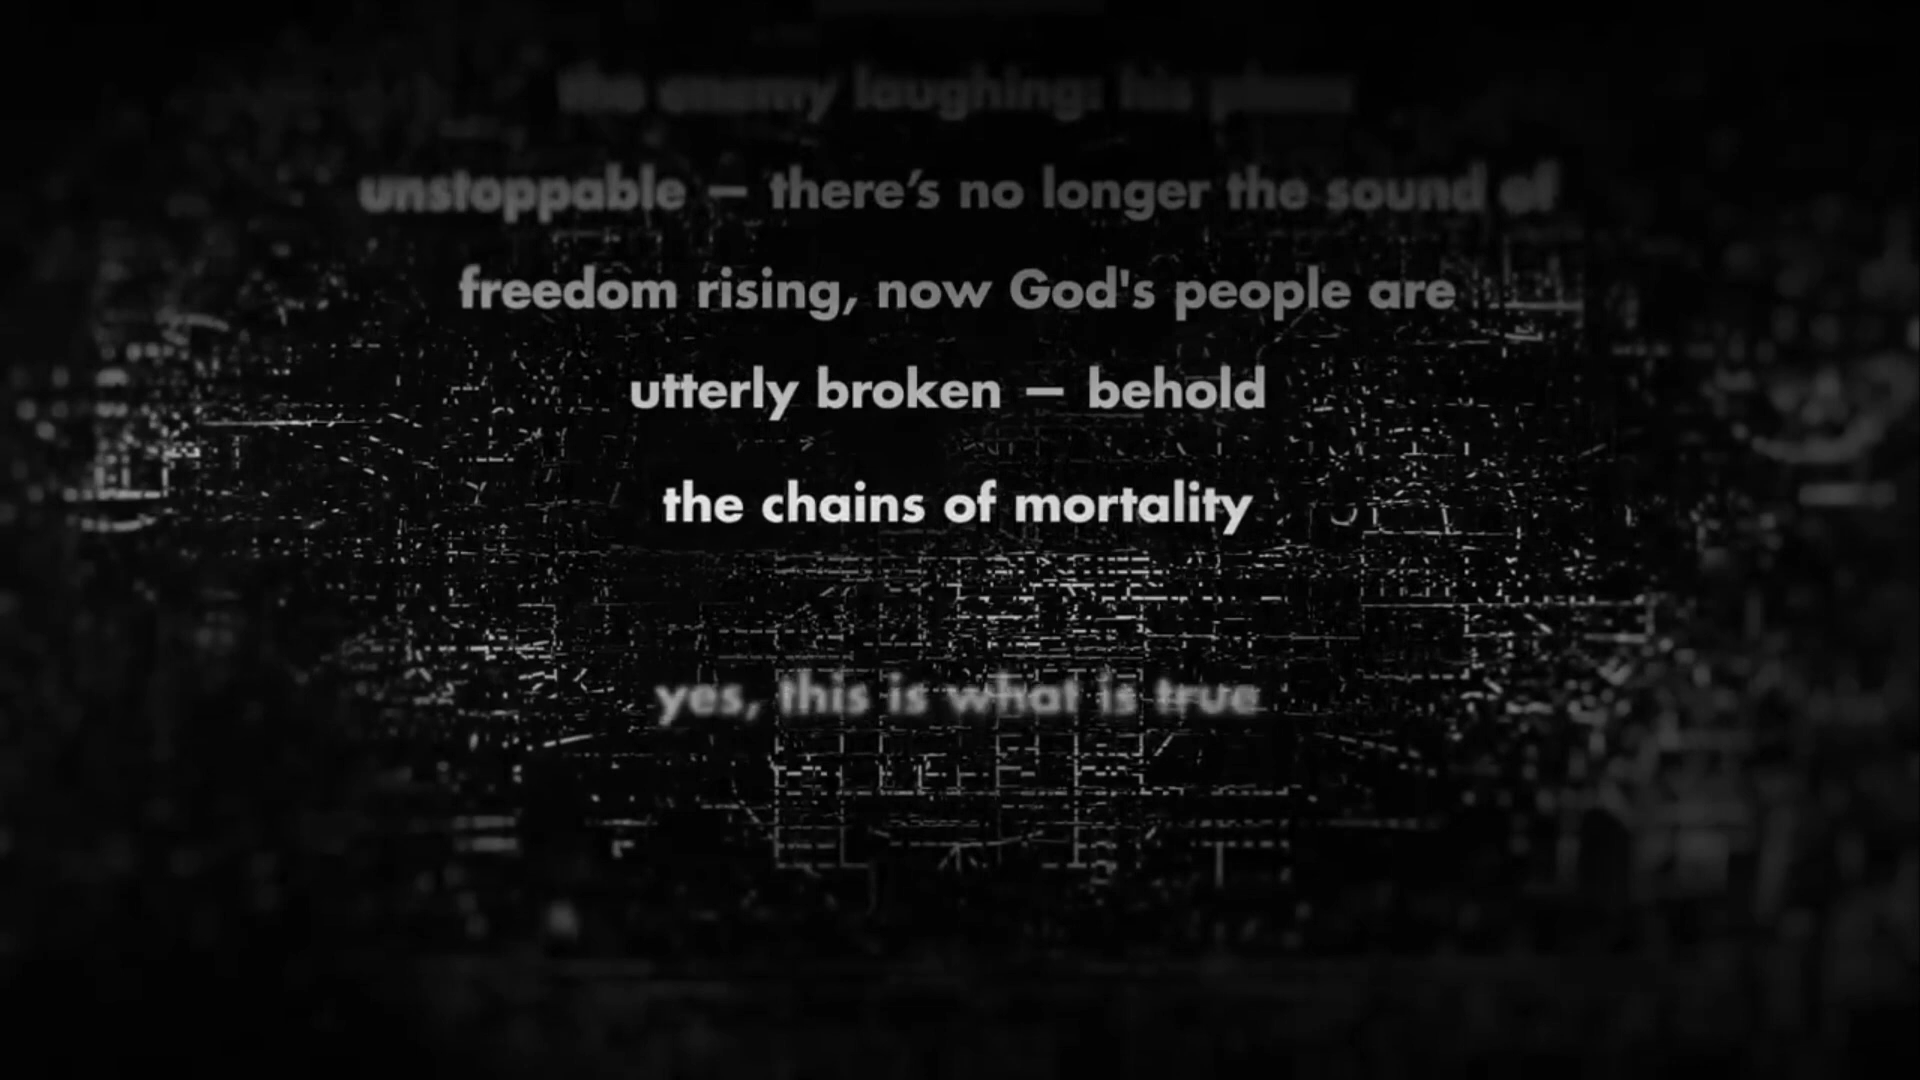 the enemy laughing: his plans
unstoppable – there’s no longer the sound of
freedom rising, now God's people are
utterly broken – behold
the chains of mortality
yes, this is what is true